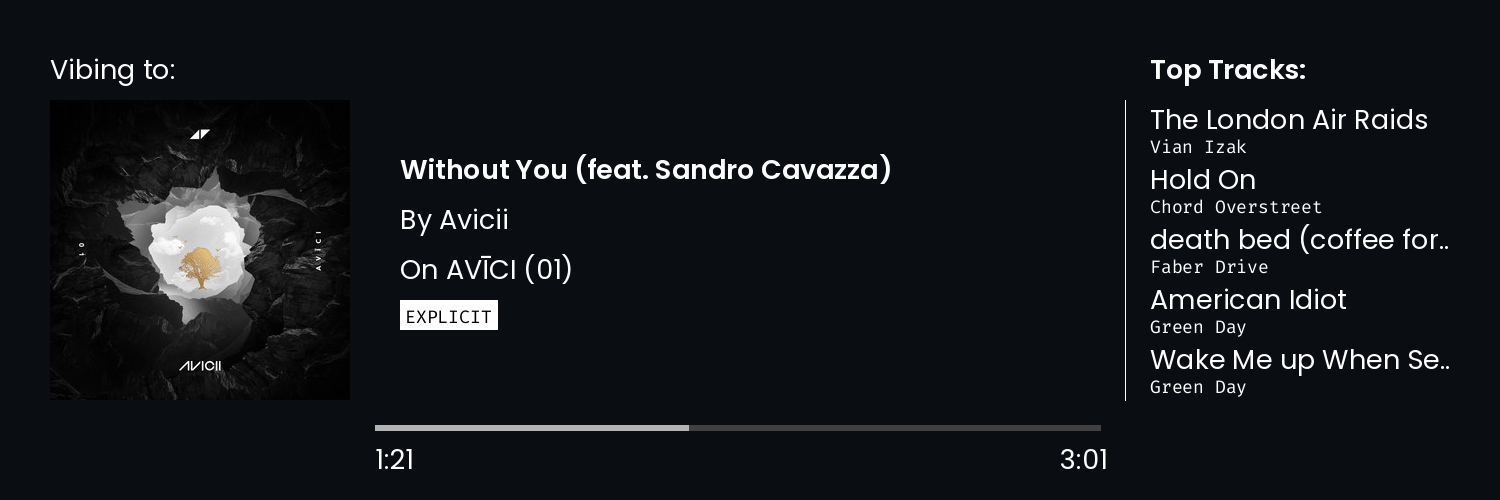 Vibing to:
AVICII
01
AVĪCI
Without You (feat. Sandro Cavazza)
By Avicii
On AVĪCI (01)
EXPLICIT
1:21
3:01
Top Tracks:
The London Air Raids
Vian Izak
Hold On
Chord Overstreet
death bed (coffee for..
Faber Drive
American Idiot
Green Day
Wake Me up When Se..
Green Day